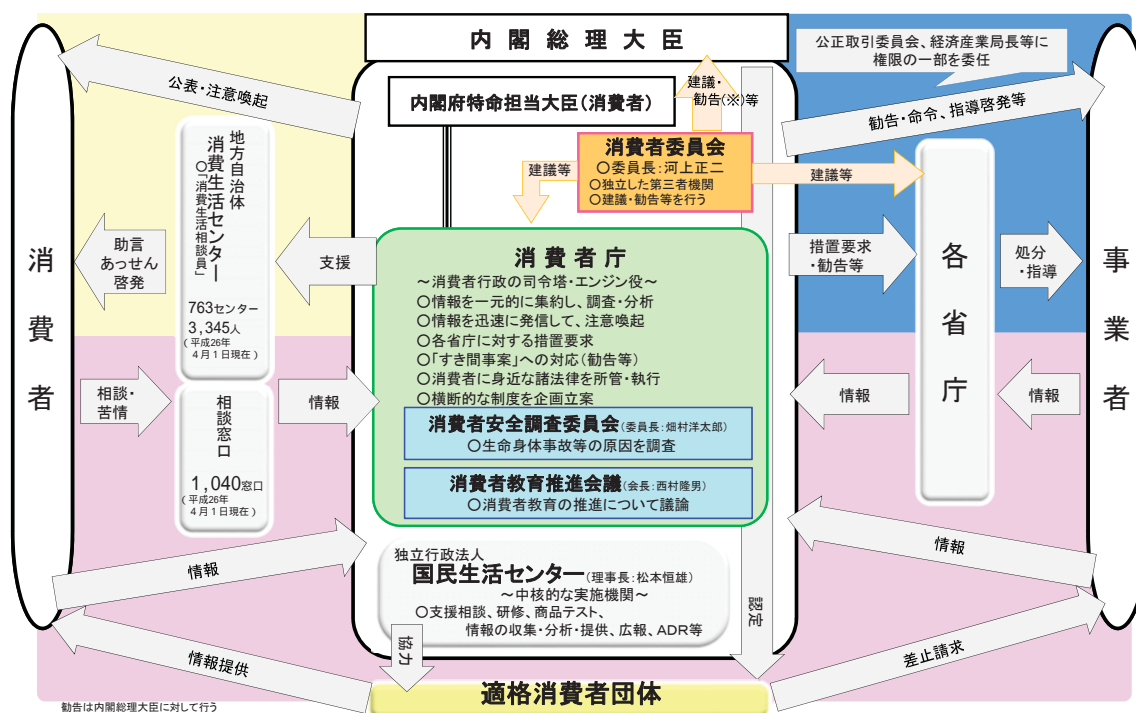 内閣総理大臣
公正取引委員会、経済産業局長等に
権限の一部を委任
公表・注意喚起
内閣府特命担当大臣（消費者）
建議・
勧告(※)等
勧告・命令、指導啓発等
消費者委員会
○委員長：河上正二
○独立した第三者機関
○建議・勧告等を行う
建議等
建議等
消費者
地方自治体
消費生活センター
○「消費生活相談員」
763センター
3,345人
(平成26年
4月1日現在)
助言
あっせん
啓発
支援
消費者庁
～消費者行政の司令塔・エンジン役～
○情報を一元的に集約し、調査・分析
○情報を迅速に発信して、注意喚起
○各省庁に対する措置要求
○「すき間事案」への対応（勧告等）
○消費者に身近な諸法律を所管・執行
○横断的な制度を企画立案
消費者安全調査委員会(委員長：畑村洋太郎)
○生命身体事故等の原因を調査
消費者教育推進会議(会長：西村隆男)
○消費者教育の推進について議論
措置要求
・勧告等
各省庁
処分
・指導
事業者
相談・
苦情
相談窓口
1,040窓口
(平成26年
4月1日現在)
情報
情報
情報
情報
情報
独立行政法人
国民生活センター(理事長：松本恒雄)
～中核的な実施機関～
○支援相談、研修、商品テスト、
情報の収集・分析・提供、広報、ADR等
認定
協力
情報提供
差止請求
適格消費者団体
勧告は内閣総理大臣に対して行う